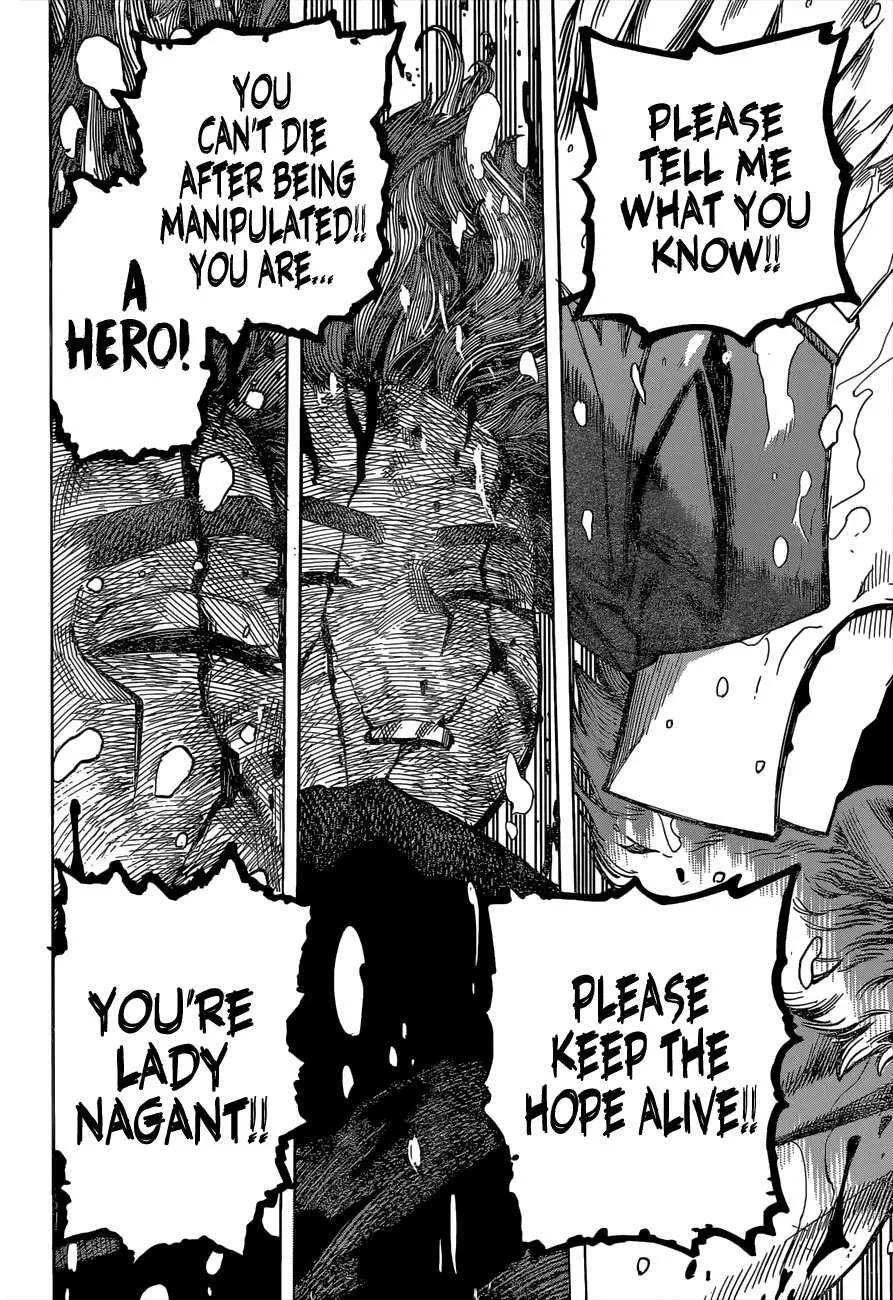 PLEASE
TELL ME
WHAT YOU
KNOW!!
PLEASE
KEEP THE
HOPE ALIVE!!
YOU
CAN'T DIE
AFTER BEING
MANIPULATED!!
YOU ARE...
A
HERO!
YOU'RE
LADY
NAGANT!!